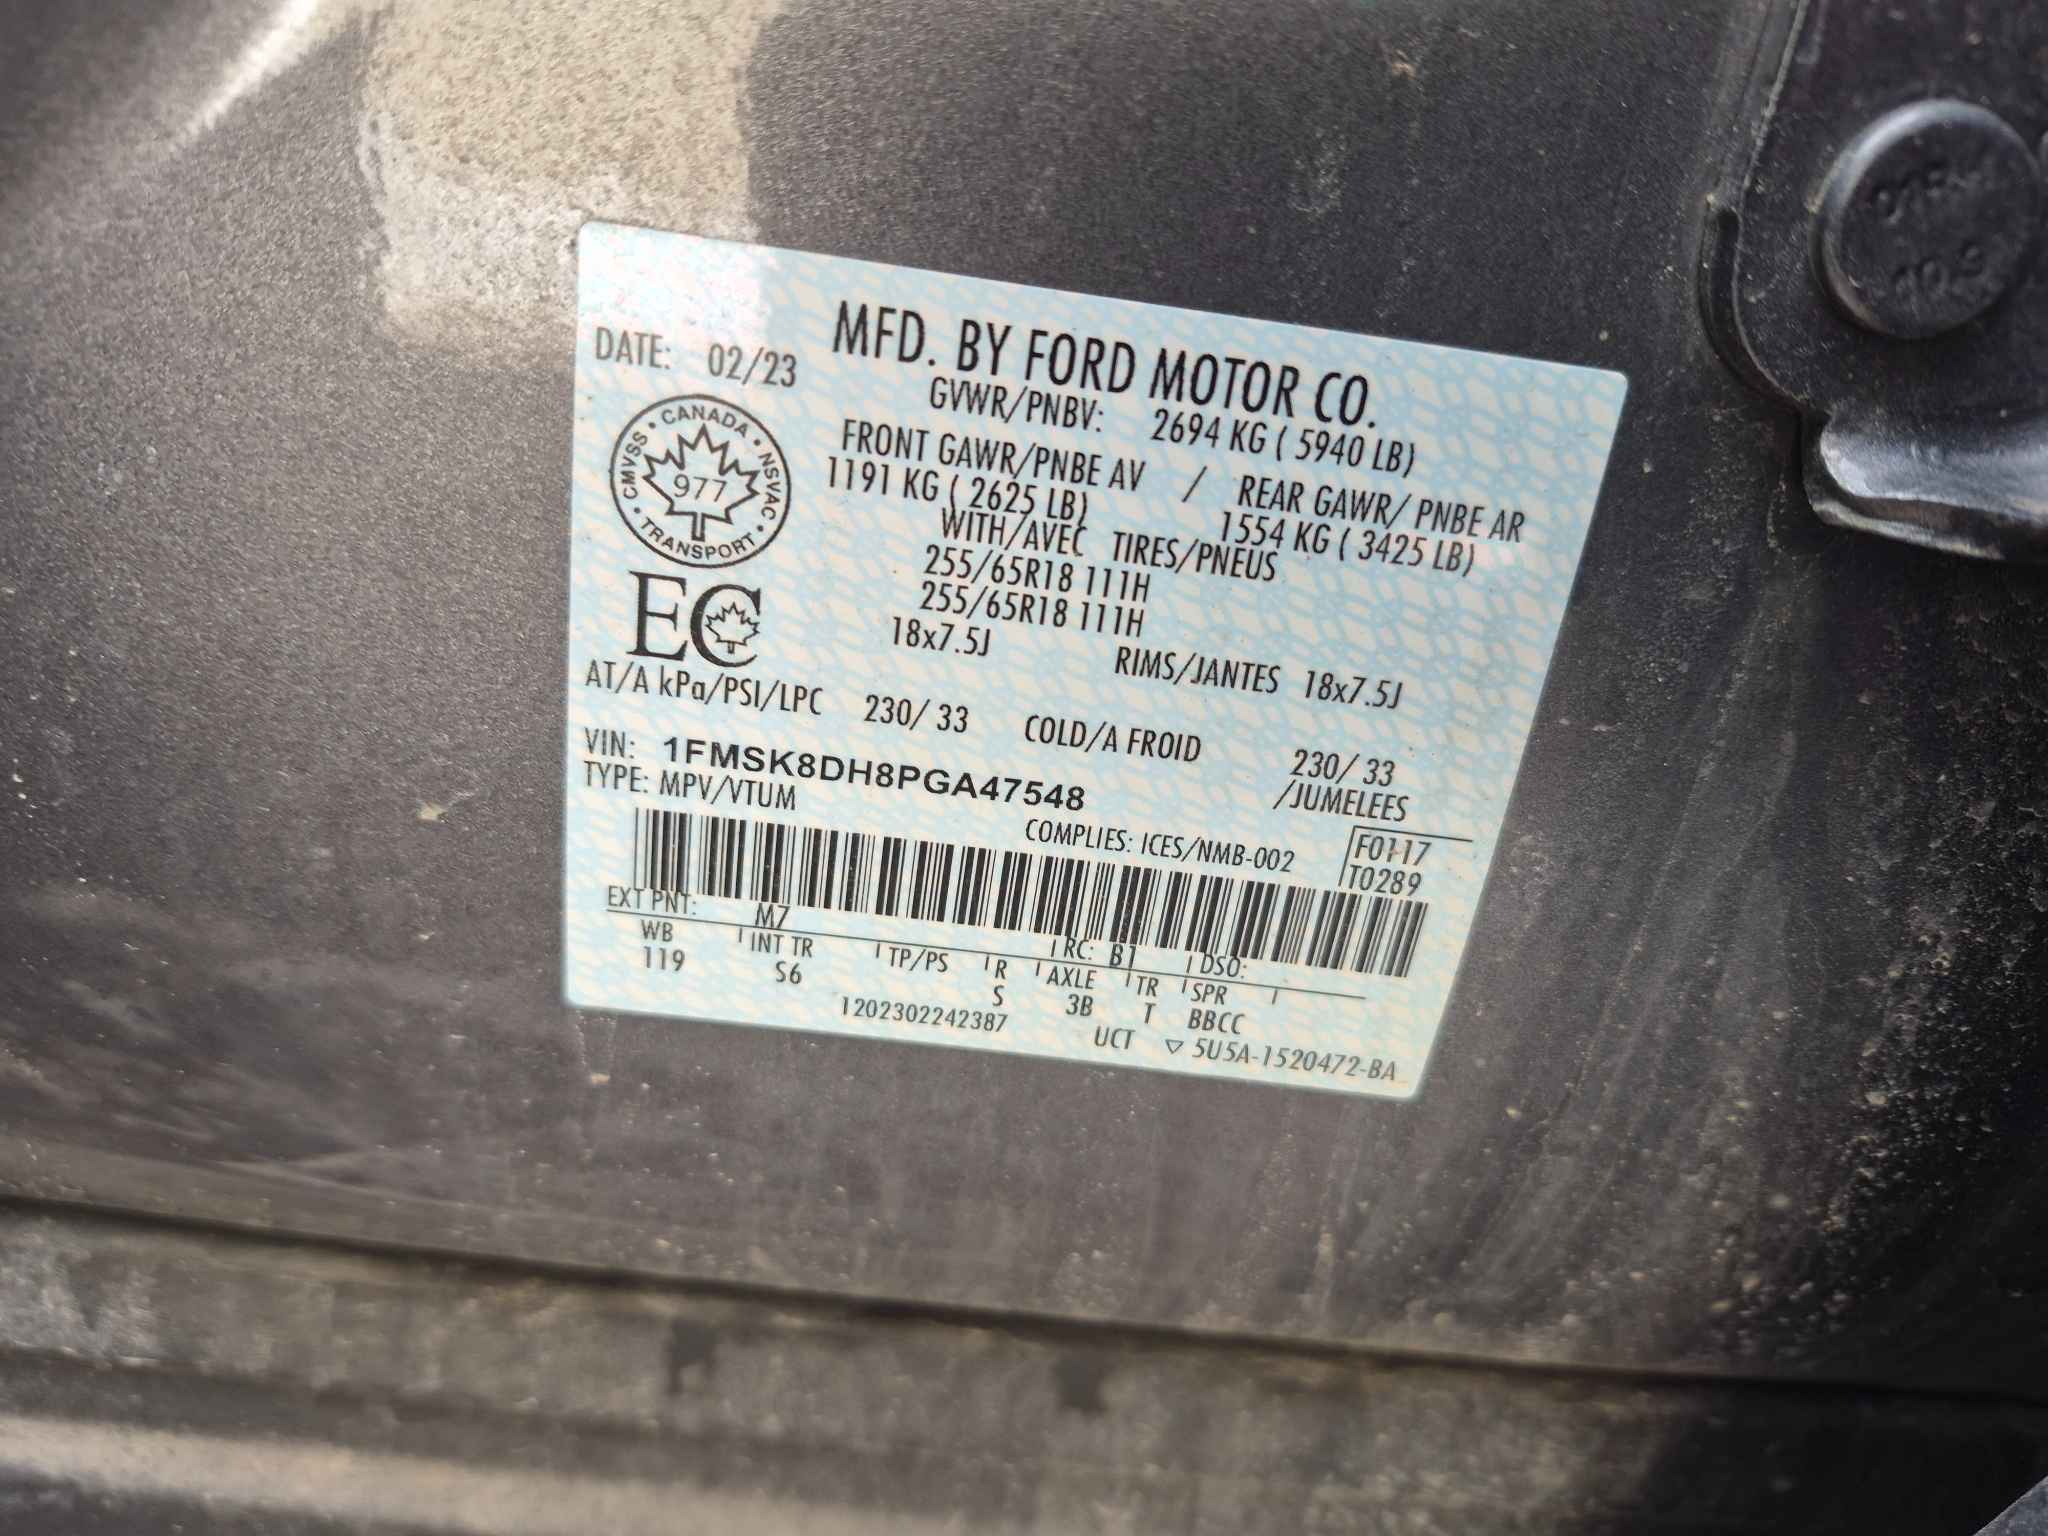 MFD. BY FORD MOTOR CO.
DATE: 02/23
GVWR/PNBV: 2694 KG ( 5940 LB)
FRONT GAWR/PNBE AV / REAR GAWR/ PNBE AR
1191 KG ( 2625 LB) 1554 KG ( 3425 LB)
WITH/AVEC TIRES/PNEUS
255/65R18 111H
255/65R18 111H
18x7.5J RIMS/JANTES 18x7.5J
CANADA
CMVSS · NSVAC
977
TRANSPORT
EC
AT/A kPa/PSI/LPC 230/ 33 COLD/A FROID 230/ 33
/JUMELEES
VIN: 1FMSK8DH8PGA47548
TYPE: MPV/VTUM
COMPLIES: ICES/NMB-002
F0117
T0289
EXT PNT: M7 RC: B1 DSO:
WB INT TR TP/PS R AXLE TR SPR
119 S6 S 3B T BBCC
1202302242387 UCT ▽ 5U5A-1520472-BA
10.9